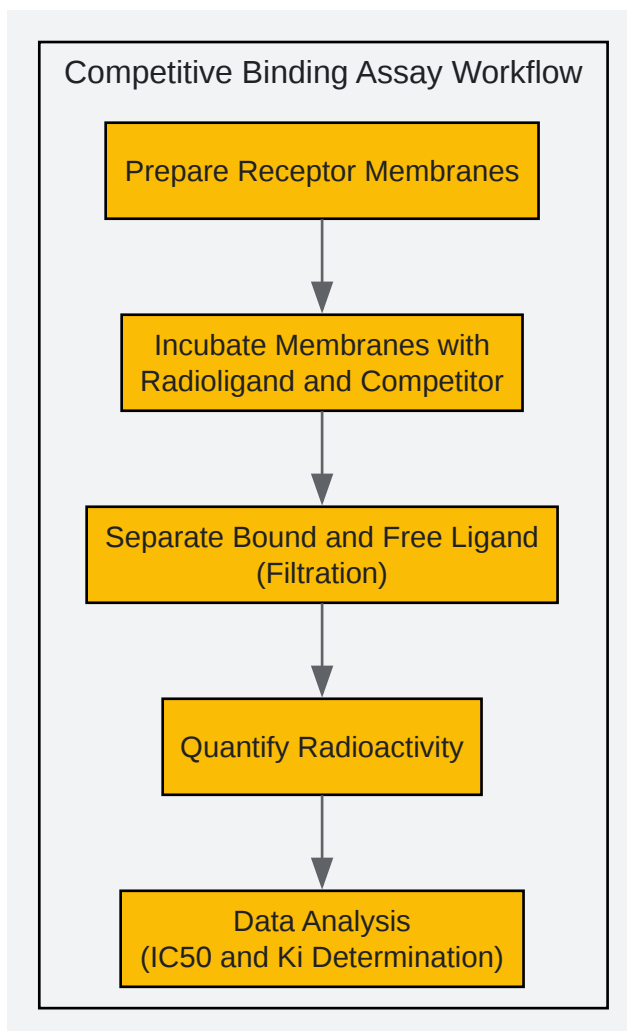 Competitive Binding Assay Workflow
Prepare Receptor Membranes
Incubate Membranes with
Radioligand and Competitor
Separate Bound and Free Ligand
(Filtration)
Quantify Radioactivity
Data Analysis
(IC50 and Ki Determination)